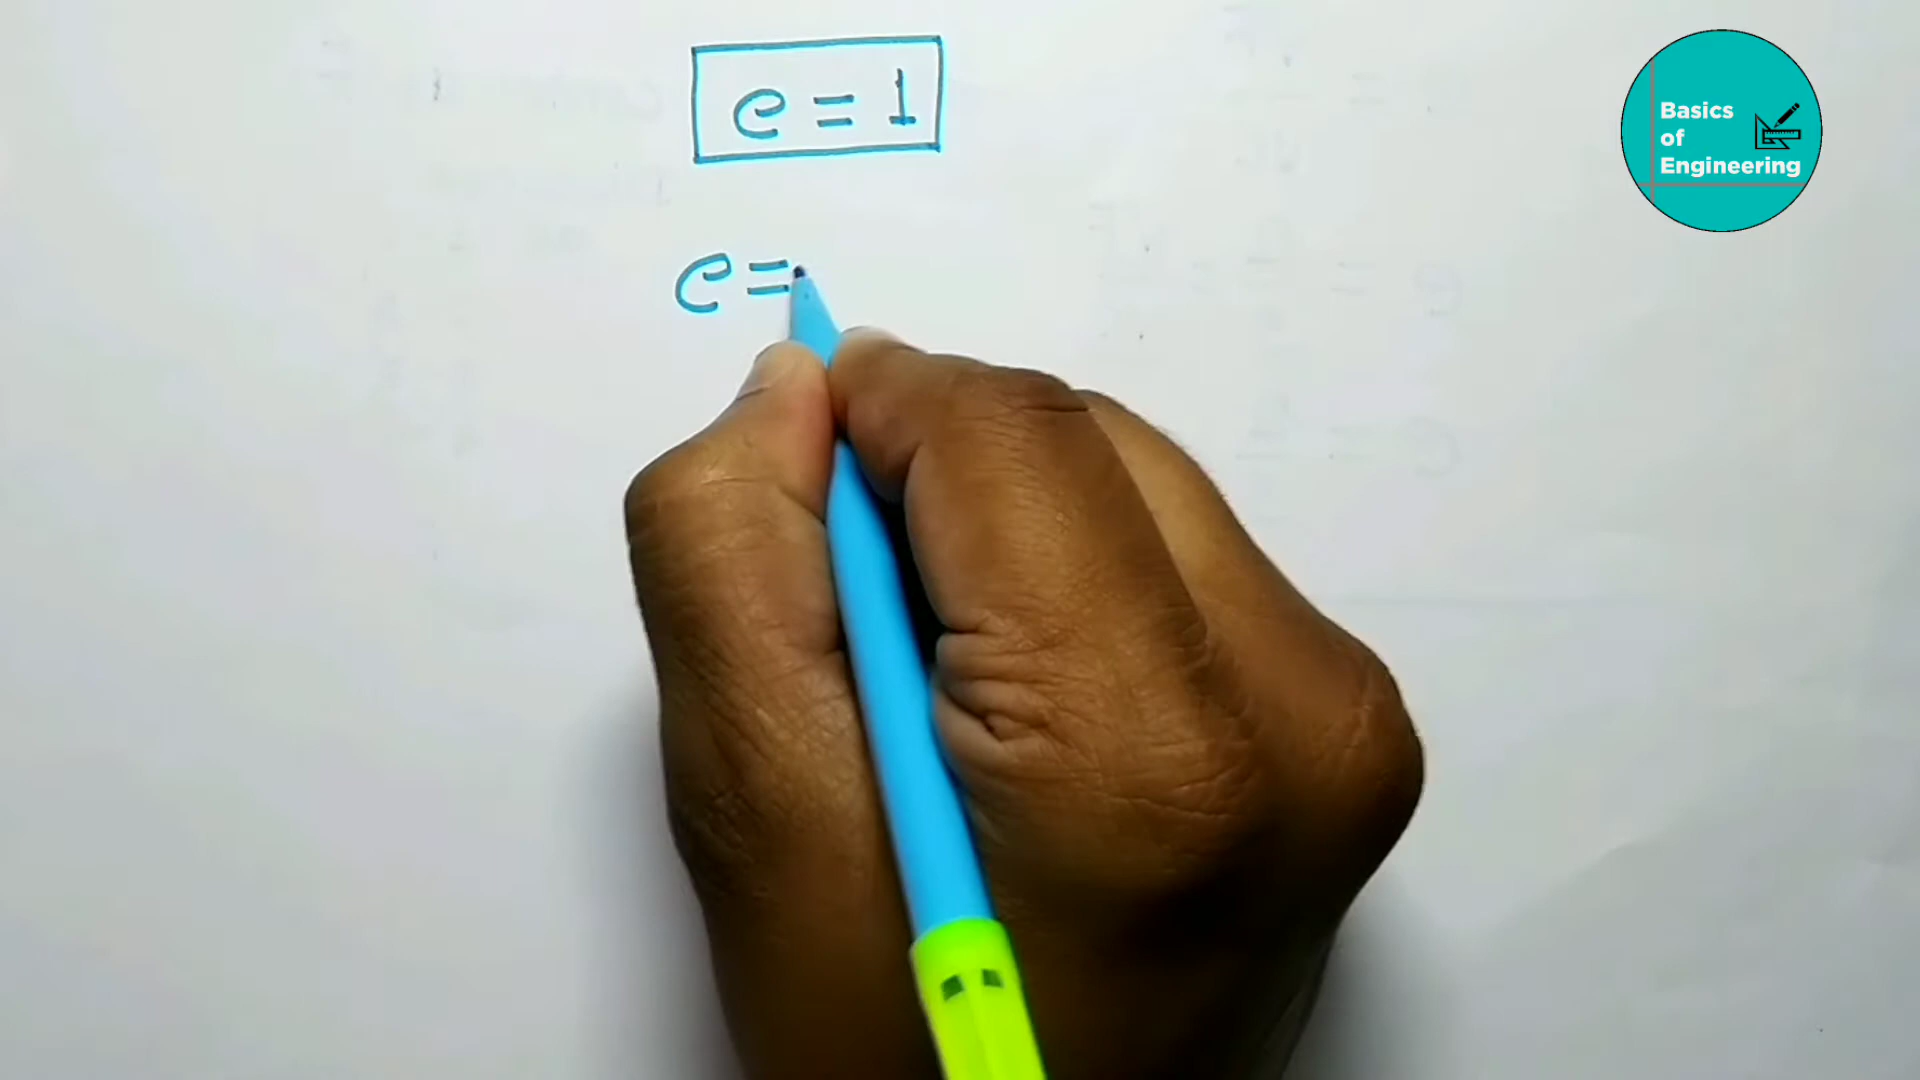 e = 1
e =
Basics
of
Engineering